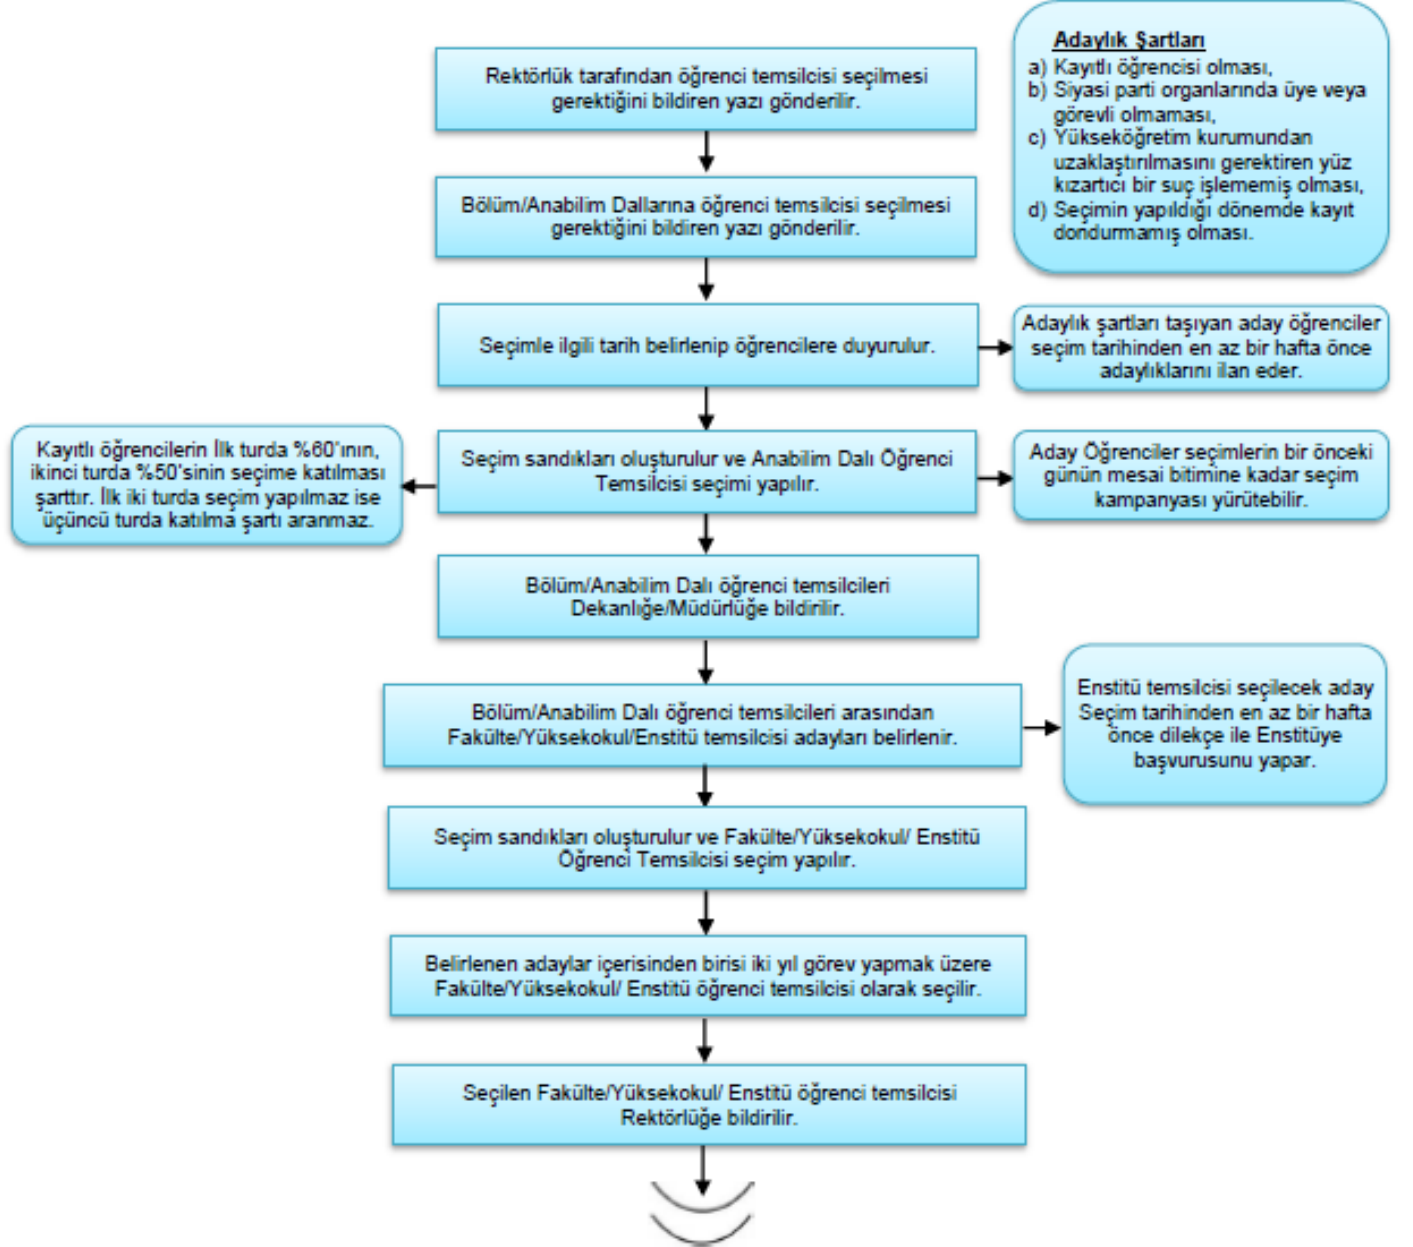 Rektörlük tarafından öğrenci temsilcisi seçilmesi
gerektiğini bildiren yazı gönderilir.
Adaylık Şartları
a) Kayıtlı öğrencisi olması,
b) Siyasi parti organlarında üye veya
görevli olmaması,
c) Yükseköğretim kurumundan
uzaklaştırılmasını gerektiren yüz
kızartıcı bir suç işlememiş olması,
d) Seçimin yapıldığı dönemde kayıt
dondurmamış olması.
Bölüm/Anabilim Dallarına öğrenci temsilcisi seçilmesi
gerektiğini bildiren yazı gönderilir.
Seçimle ilgili tarih belirlenip öğrencilere duyurulur.
Adaylık şartları taşıyan aday öğrenciler
seçim tarihinden en az bir hafta önce
adaylıklarını ilan eder.
Kayıtlı öğrencilerin İlk turda %60'ının,
ikinci turda %50'sinin seçime katılması
şarttır. İlk iki turda seçim yapılmaz ise
üçüncü turda katılma şartı aranmaz.
Seçim sandıkları oluşturulur ve Anabilim Dalı Öğrenci
Temsilcisi seçimi yapılır.
Aday Öğrenciler seçimlerin bir önceki
günün mesai bitimine kadar seçim
kampanyası yürütebilir.
Bölüm/Anabilim Dalı öğrenci temsilcileri
Dekanlığe/Müdürlüğe bildirilir.
Bölüm/Anabilim Dalı öğrenci temsilcileri arasından
Fakülte/Yüksekokul/Enstitü temsilcisi adayları belirlenir.
Enstitü temsilcisi seçilecek aday
Seçim tarihinden en az bir hafta
önce dilekçe ile Enstitüye
başvurusunu yapar.
Seçim sandıkları oluşturulur ve Fakülte/Yüksekokul/ Enstitü
Öğrenci Temsilcisi seçim yapılır.
Belirlenen adaylar içerisinden birisi iki yıl görev yapmak üzere
Fakülte/Yüksekokul/ Enstitü öğrenci temsilcisi olarak seçilir.
Seçilen Fakülte/Yüksekokul/ Enstitü öğrenci temsilcisi
Rektörlüğe bildirilir.